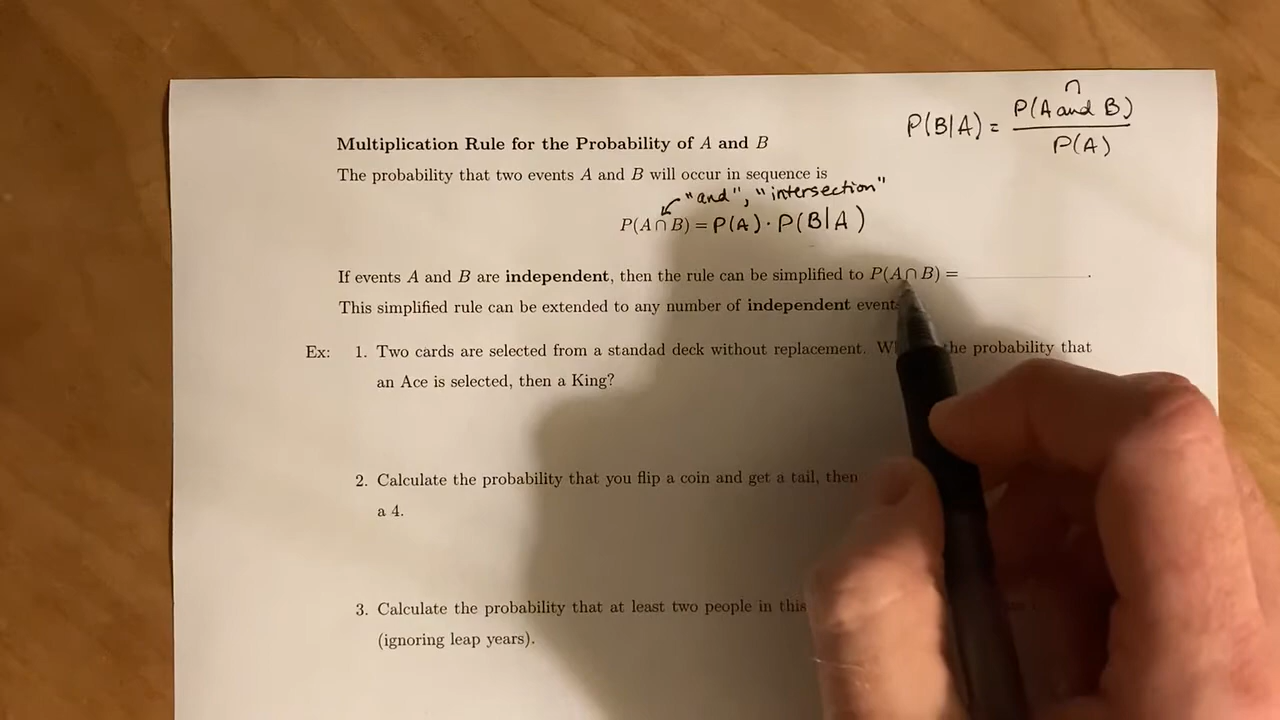 P(B|A) = P(A and B) / P(A)
∩
Multiplication Rule for the Probability of A and B
The probability that two events A and B will occur in sequence is
"and", "intersection"
P(A ∩ B) = P(A) · P(B|A)
If events A and B are independent, then the rule can be simplified to P(A ∩ B) = ____________.
This simplified rule can be extended to any number of independent event
Ex: 1. Two cards are selected from a standad deck without replacement. the probability that
an Ace is selected, then a King?
2. Calculate the probability that you flip a coin and get a tail, then
a 4.
3. Calculate the probability that at least two people in this
(ignoring leap years).